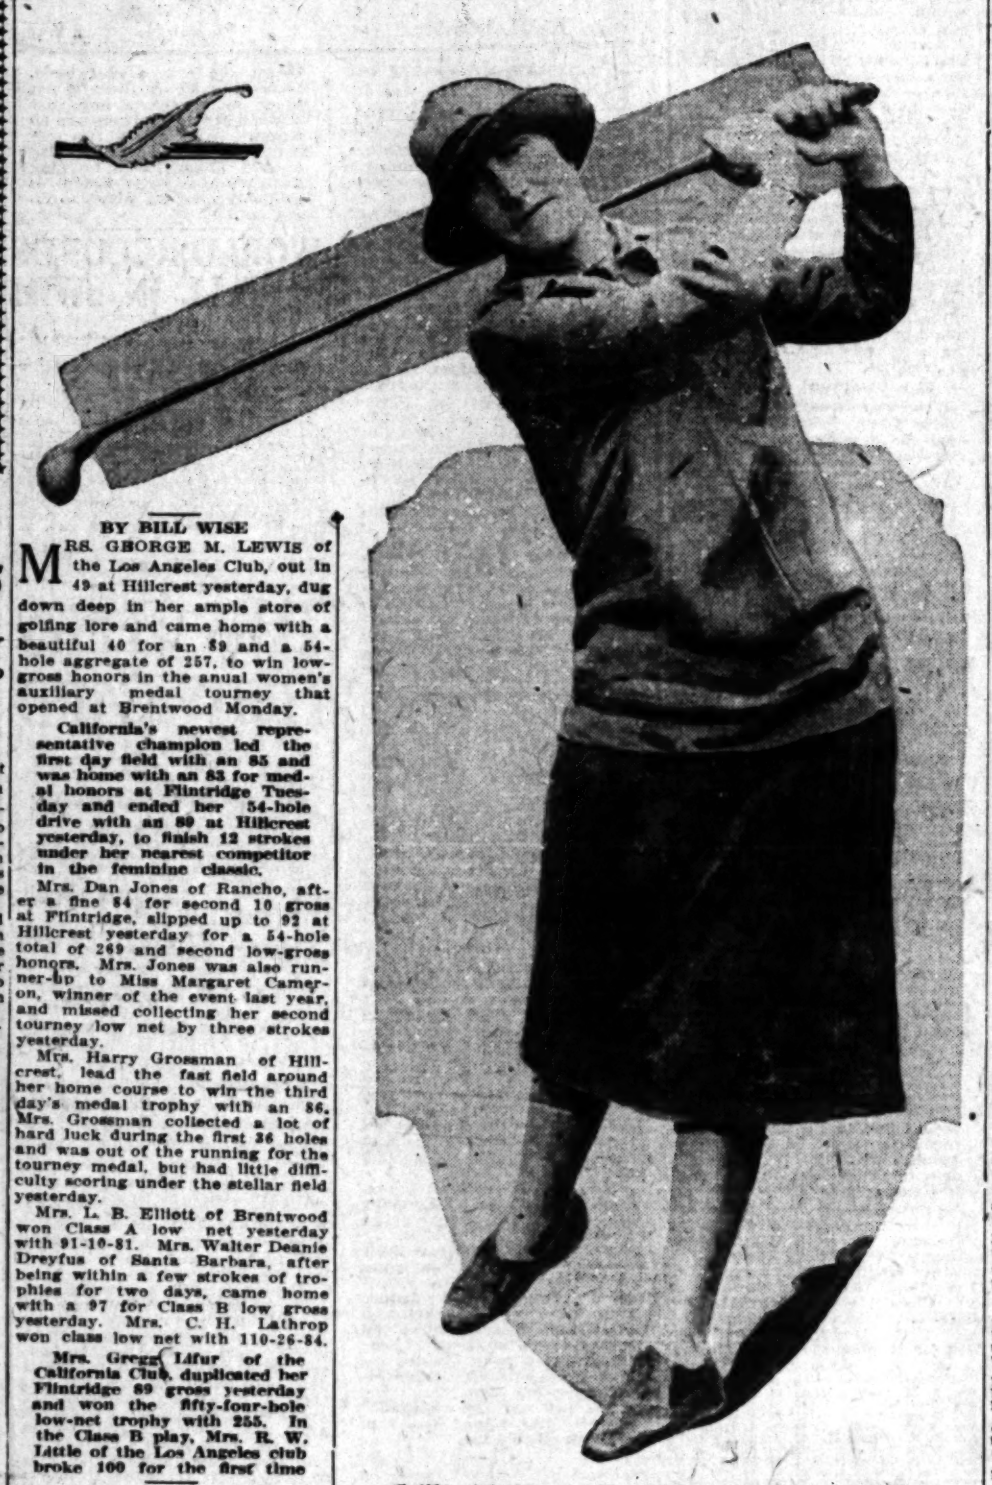 BY BILL WISE
MRS. GEORGE M. LEWIS of
the Los Angeles Club, out in
49 at Hillcrest yesterday, dug
down deep in her ample store of
golfing lore and came home with a
beautiful 40 for an 89 and a 54-
hole aggregate of 257, to win low-
gross honors in the anual women's
auxiliary medal tourney that
opened at Brentwood Monday.
California's newest repre-
sentative champion led the
first day field with an 85 and
was home with an 83 for med-
al honors at Flintridge Tues-
day and ended her 54-hole
drive with an 89 at Hillcrest
yesterday, to finish 12 strokes
under her nearest competitor
in the feminine classic.
Mrs. Dan Jones of Rancho, aft-
er a fine 84 for second 10 gross
at Flintridge, slipped up to 92 at
Hillcrest yesterday for a 54-hole
total of 269 and second low-gross
honors. Mrs. Jones was also run-
ner-up to Miss Margaret Camer-
on, winner of the event last year,
and missed collecting her second
tourney low net by three strokes
yesterday.
Mrs. Harry Grossman of Hill-
crest, lead the fast field around
her home course to win the third
day's medal trophy with an 86.
Mrs. Grossman collected a lot of
hard luck during the first 36 holes
and was out of the running for the
tourney medal, but had little diffi-
culty scoring under the stellar field
yesterday.
Mrs. L. B. Elliott of Brentwood
won Class A low net yesterday
with 91-10-81. Mrs. Walter Deanie
Dreyfus of Santa Barbara, after
being within a few strokes of tro-
phies for two days, came home
with a 97 for Class B low gross
yesterday. Mrs. C. H. Lathrop
won class low net with 110-26-84.
Mrs. Gregg Lifur of the
California Club, duplicated her
Flintridge 89 gross yesterday
and won the fifty-four-hole
low-net trophy with 255. In
the Class B play, Mrs. R. W.
Little of the Los Angeles club
broke 100 for the first time